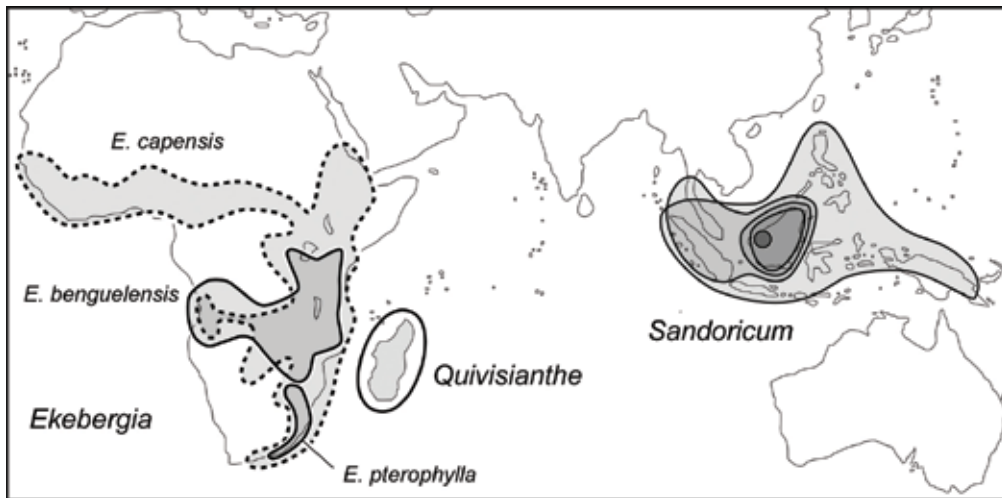 E. capensis
E. benguelensis
Sandoricum
Quivisianthe
Ekebergia
E. pterophylla